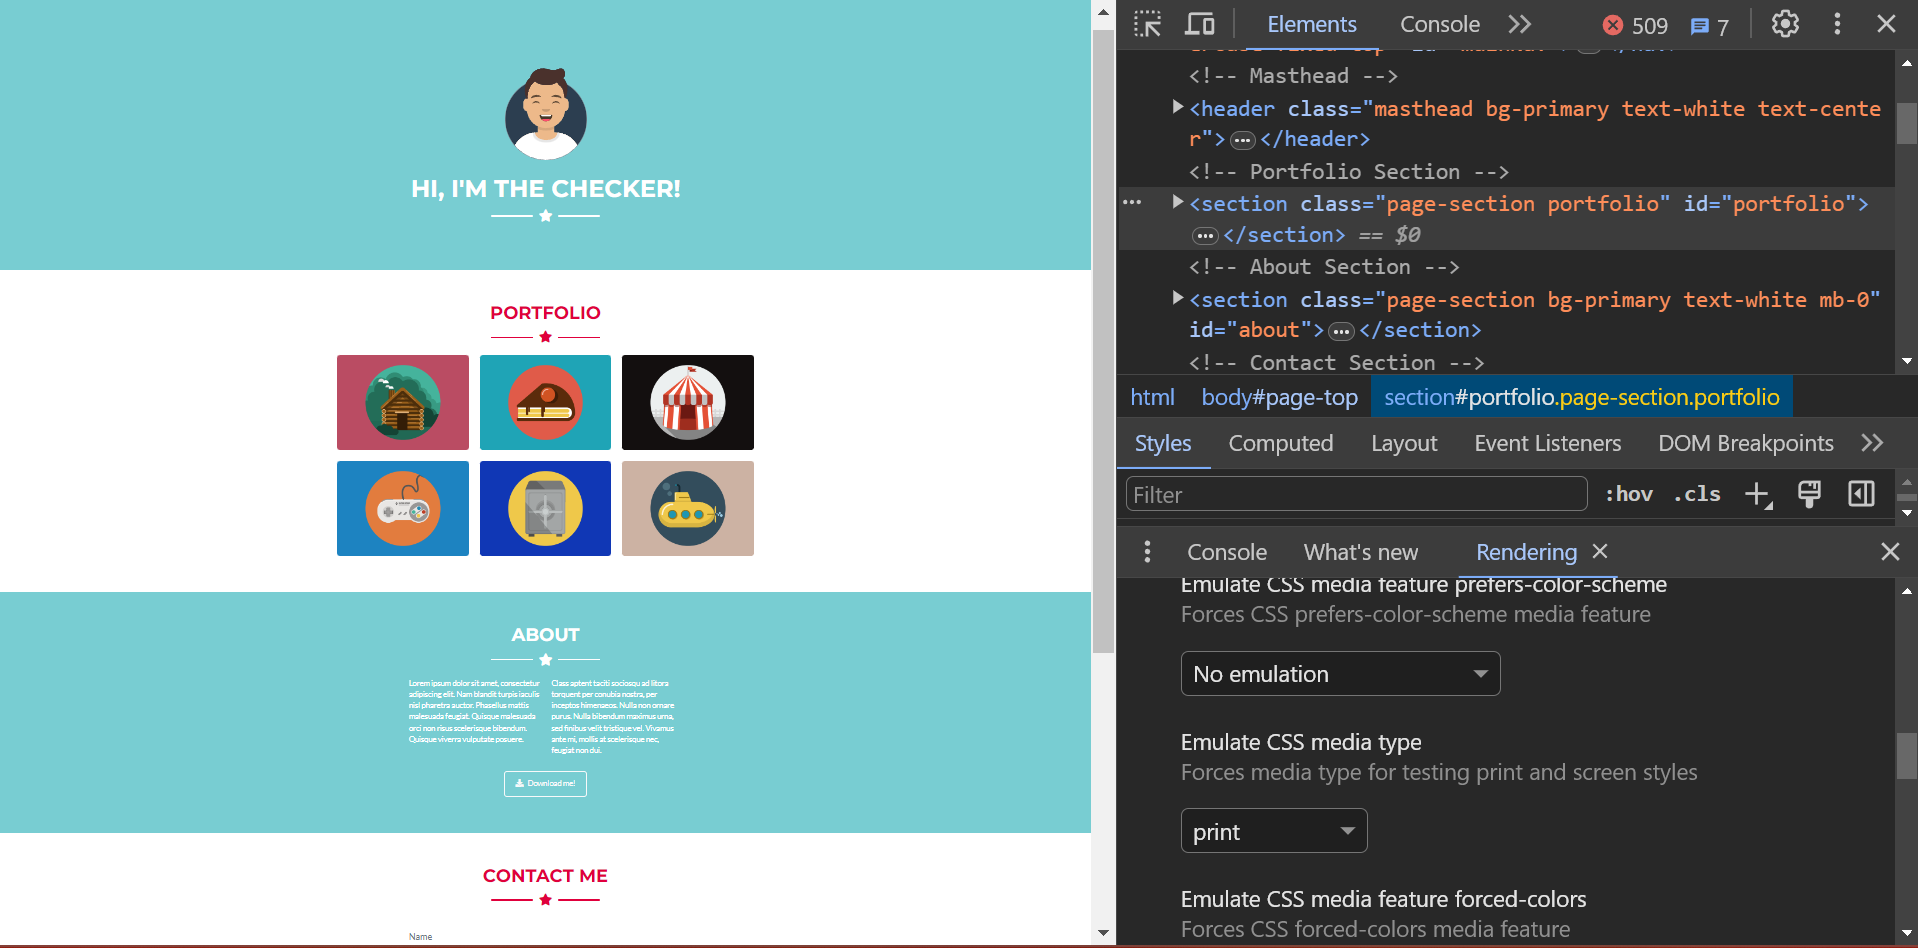 HI, I'M THE CHECKER!
PORTFOLIO
ABOUT
Lorem ipsum dolor sit amet, consectetur
adipiscing elit. Nam blandit turpis iaculis
nisl pharetra auctor. Phasellus mattis
malesuada feugiat. Quisque malesuada
orci non risus scelerisque bibendum.
Quisque viverra vulputate posuere.
Class aptent taciti sociosqu ad litora
torquent per conubia nostra, per
inceptos himenaeos. Nulla non ornare
purus. Nulla bibendum maximus urna,
sed finibus velit tristique vel. Vivamus
ante mi, mollis at scelerisque nec,
feugiat non dui.
Download me!
CONTACT ME
Name
Elements Console 509 7
<!-- Masthead -->
<header class="masthead bg-primary text-white text-cente
r">…</header>
<!-- Portfolio Section -->
<section class="page-section portfolio" id="portfolio">
…</section> == $0
<!-- About Section -->
<section class="page-section bg-primary text-white mb-0"
id="about">…</section>
<!-- Contact Section -->
html body#page-top section#portfolio.page-section.portfolio
Styles Computed Layout Event Listeners DOM Breakpoints
Filter :hov .cls
Console What's new Rendering
Emulate CSS media feature prefers-color-scheme
Forces CSS prefers-color-scheme media feature
No emulation
Emulate CSS media type
Forces media type for testing print and screen styles
print
Emulate CSS media feature forced-colors
Forces CSS forced-colors media feature